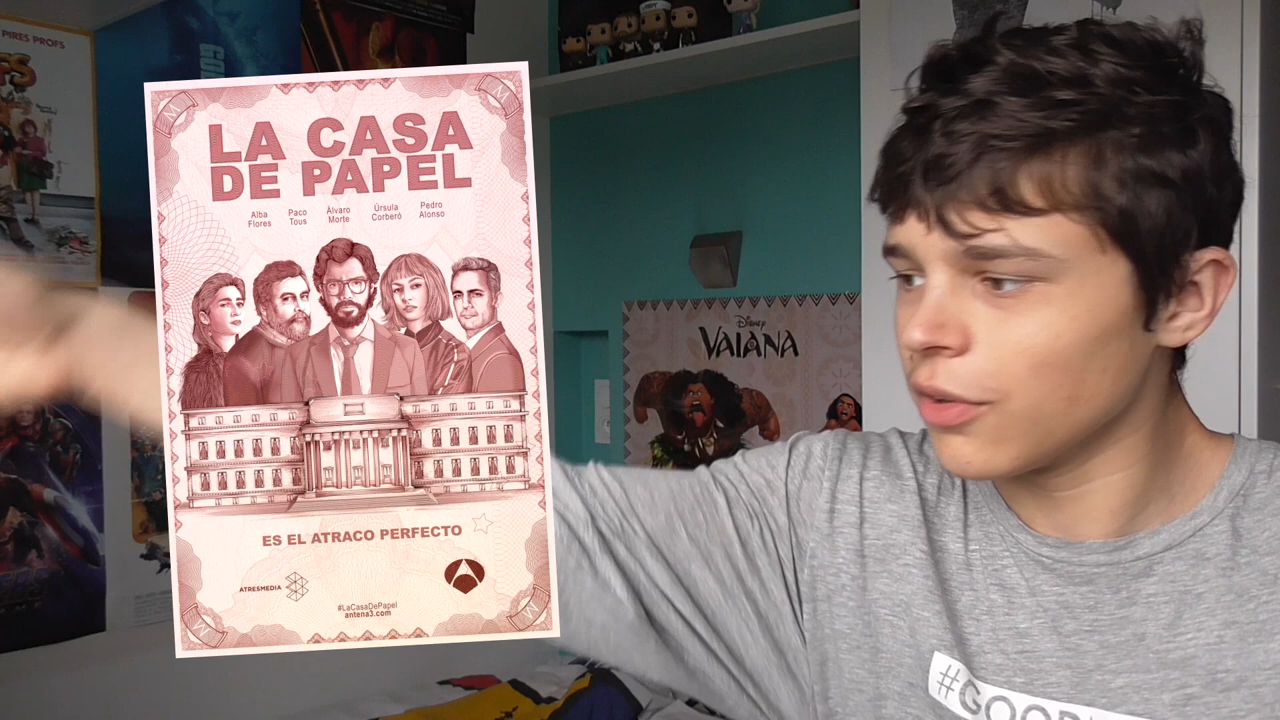 PIRES PROFS
LA CASA
DE PAPEL
Alba Flores
Paco Tous
Álvaro Morte
Úrsula Corberó
Pedro Alonso
ES EL ATRACO PERFECTO
ATRESMEDIA
#LaCasaDePapel
antena3.com
Disney
VAIANA